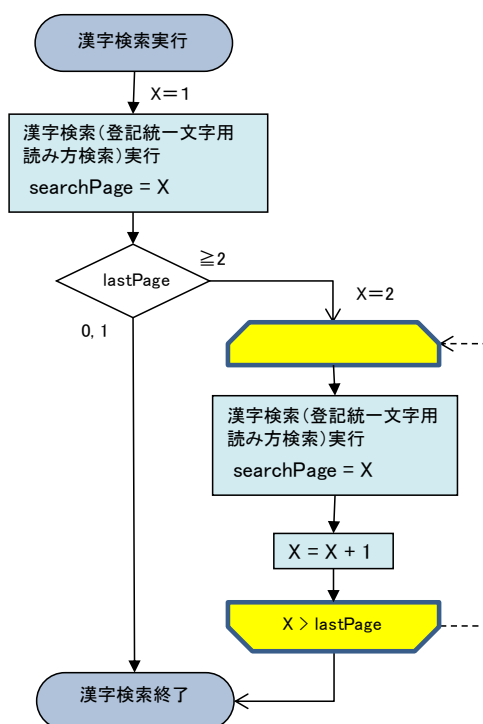 漢字検索実行
X=1
漢字検索(登記統一文字用
読み方検索)実行
searchPage = X
lastPage
≧2
X=2
0, 1
漢字検索(登記統一文字用
読み方検索)実行
searchPage = X
X = X + 1
X > lastPage
漢字検索終了